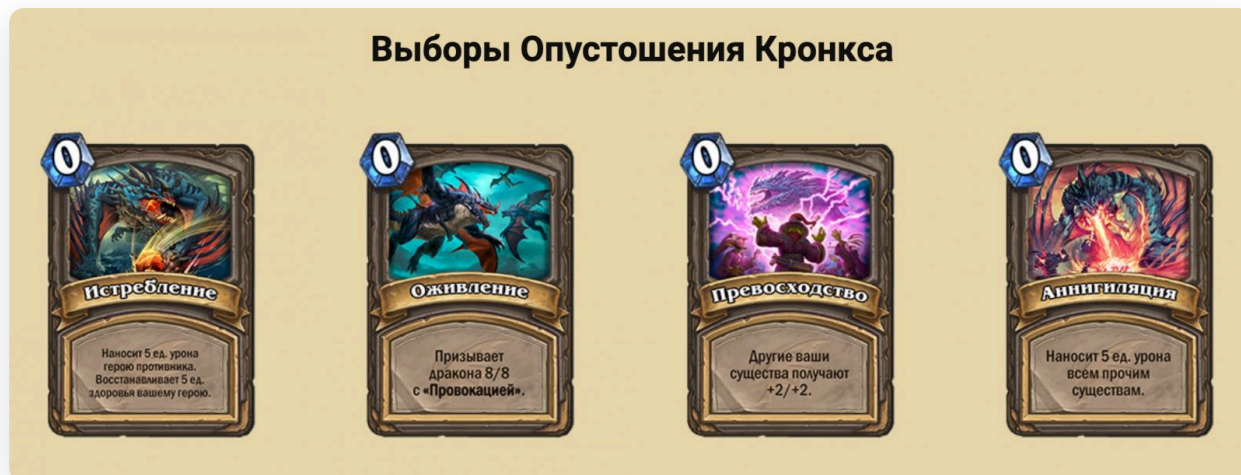 Выборы Опустошения Кронкса
0
Истребление
Наносит 5 ед. урона
герою противника.
Восстанавливает 5 ед.
здоровья вашему герою.
0
Оживление
Призывает
дракона 8/8
с «Провокацией».
0
Превосходство
Другие ваши
существа получают
+2/+2.
0
Аннигиляция
Наносит 5 ед. урона
всем прочим
существам.